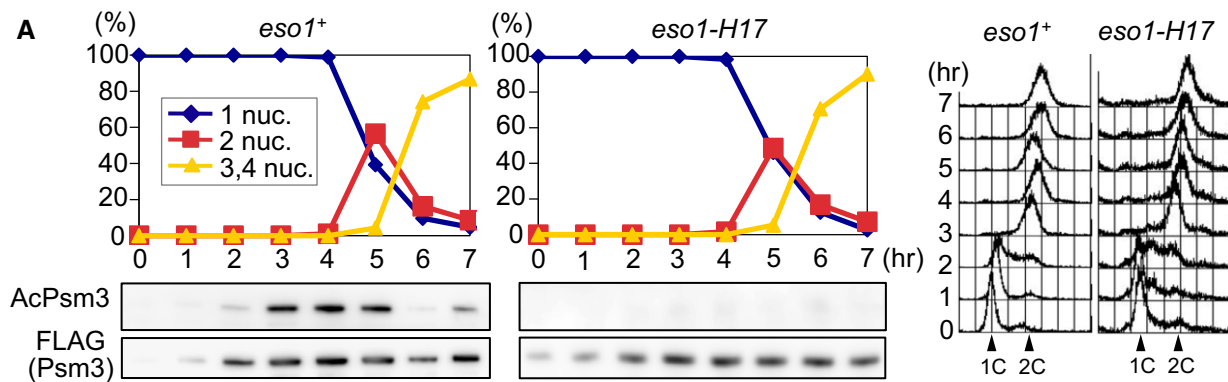 A
(%) eso1+
100
80
60
40
20
0
1 nuc.
2 nuc.
3,4 nuc.
0 1 2 3 4 5 6 7
(%) eso1-H17
100
80
60
40
20
0
0 1 2 3 4 5 6 7 (hr)
AcPsm3
FLAG
(Psm3)
eso1+ eso1-H17
(hr)
7
6
5
4
3
2
1
0
1C 2C 1C 2C